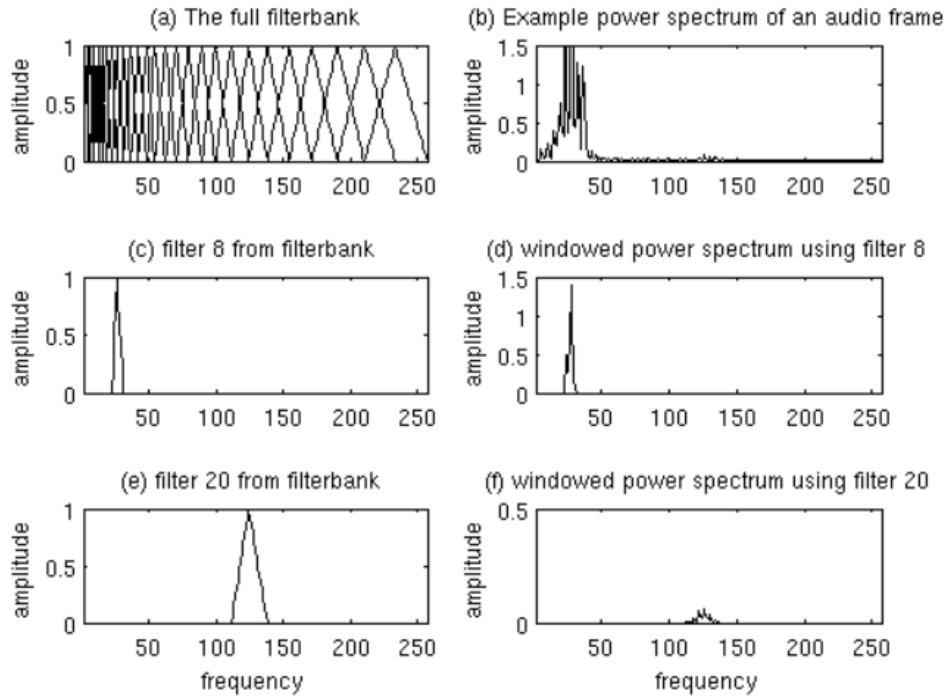 (a) The full filterbank
amplitude
1
0.5
0
50 100 150 200 250
(b) Example power spectrum of an audio frame
amplitude
1.5
1
0.5
0
50 100 150 200 250
(c) filter 8 from filterbank
amplitude
1
0.5
0
50 100 150 200 250
(d) windowed power spectrum using filter 8
amplitude
1.5
1
0.5
0
50 100 150 200 250
(e) filter 20 from filterbank
amplitude
1
0.5
0
50 100 150 200 250
frequency
(f) windowed power spectrum using filter 20
amplitude
0.5
0
50 100 150 200 250
frequency